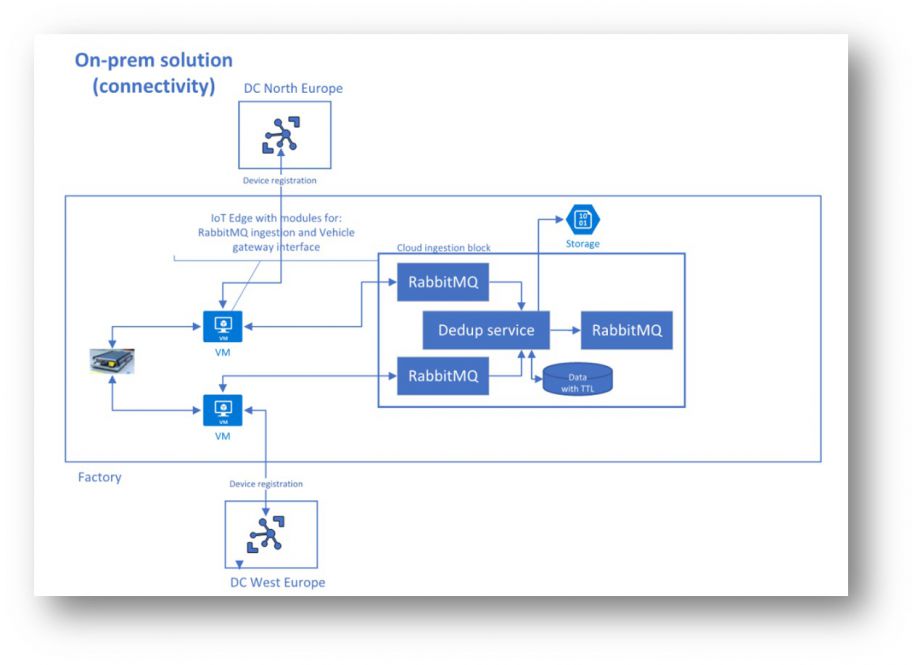 On-prem solution
(connectivity)
DC North Europe
Device registration
IoT Edge with modules for:
RabbitMQ ingestion and Vehicle
gateway interface
10
01
Storage
Cloud ingestion block
RabbitMQ
Dedup service
RabbitMQ
VM
VM
RabbitMQ
Data
with TTL
VM
VM
Factory
Device registration
DC West Europe